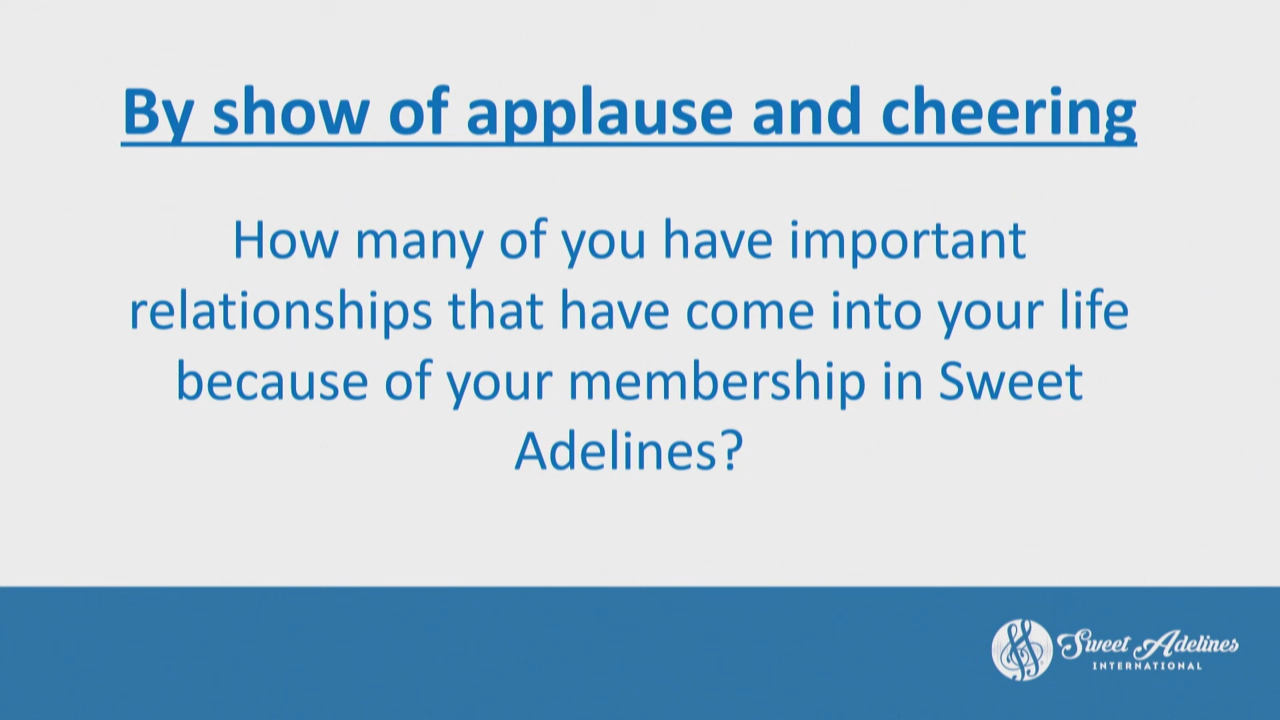 By show of applause and cheering
How many of you have important
relationships that have come into your life
because of your membership in Sweet
Adelines?
Sweet Adelines
INTERNATIONAL